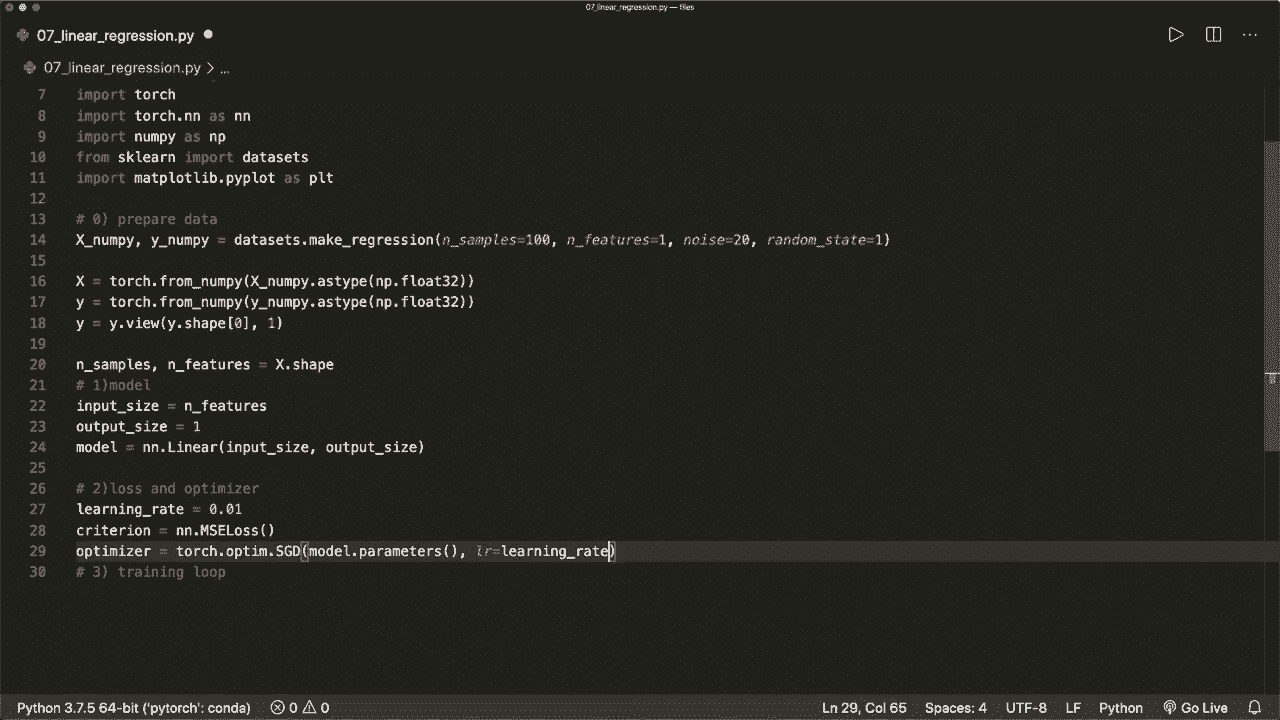 07_linear_regression.py — files
07_linear_regression.py
07_linear_regression.py > ...
7 import torch
8 import torch.nn as nn
9 import numpy as np
10 from sklearn import datasets
11 import matplotlib.pyplot as plt
12
13 # 0) prepare data
14 X_numpy, y_numpy = datasets.make_regression(n_samples=100, n_features=1, noise=20, random_state=1)
15
16 X = torch.from_numpy(X_numpy.astype(np.float32))
17 y = torch.from_numpy(y_numpy.astype(np.float32))
18 y = y.view(y.shape[0], 1)
19
20 n_samples, n_features = X.shape
21 # 1)model
22 input_size = n_features
23 output_size = 1
24 model = nn.Linear(input_size, output_size)
25
26 # 2)loss and optimizer
27 learning_rate = 0.01
28 criterion = nn.MSELoss()
29 optimizer = torch.optim.SGD(model.parameters(), lr=learning_rate)
30 # 3) training loop
Python 3.7.5 64-bit ('pytorch': conda) 0 0 Ln 29, Col 65 Spaces: 4 UTF-8 LF Python Go Live